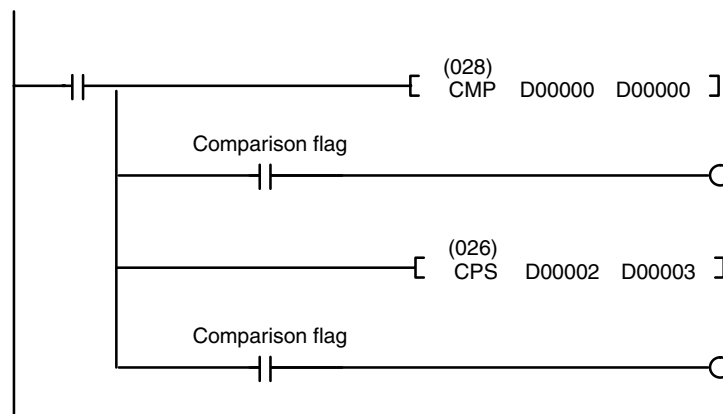 (028)
CMP D00000 D00000
Comparison flag
(026)
CPS D00002 D00003
Comparison flag